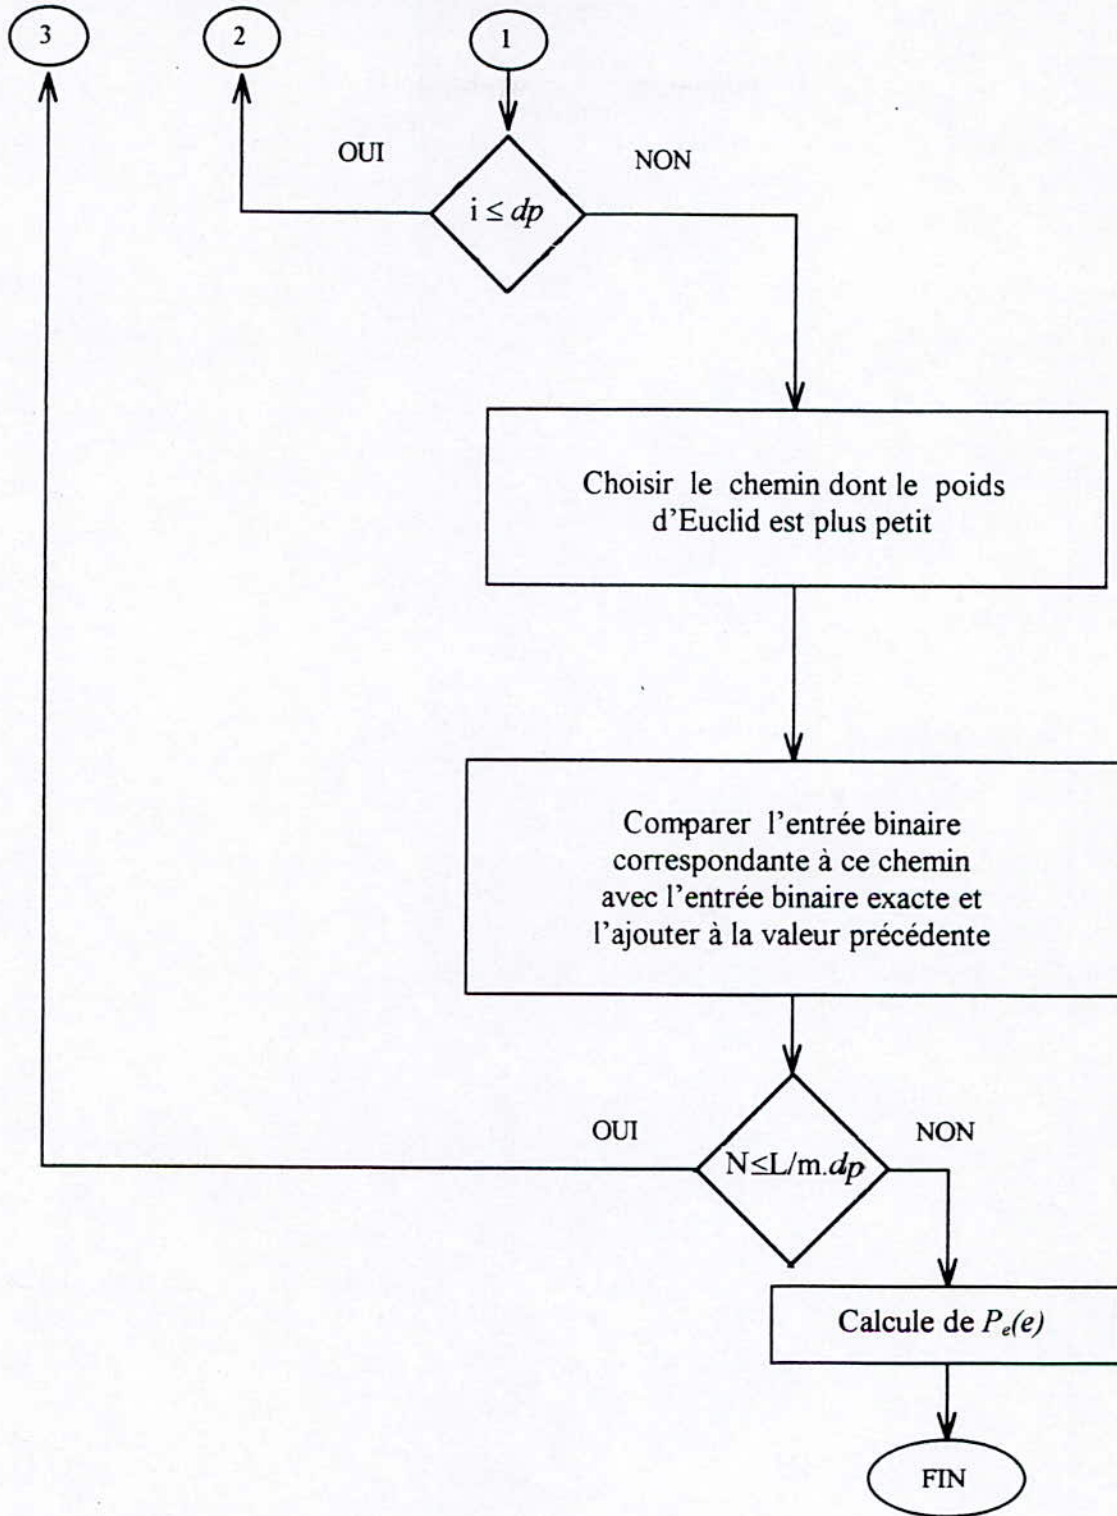 3
2
1
OUI
NON
i ≤ dp
Choisir le chemin dont le poids
d'Euclid est plus petit
Comparer l'entrée binaire
correspondante à ce chemin
avec l'entrée binaire exacte et
l'ajouter à la valeur précédente
OUI
NON
N≤L/m.dp
Calcule de Pₑ(e)
FIN